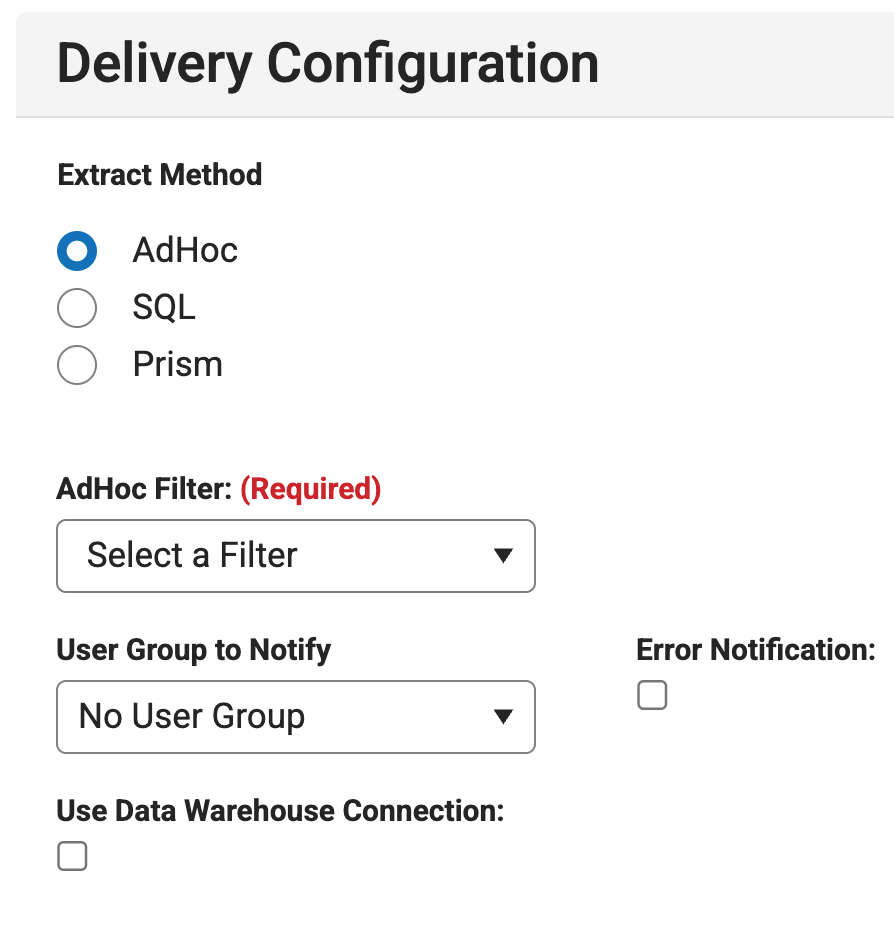 Delivery Configuration
Extract Method
AdHoc
SQL
Prism
AdHoc Filter: (Required)
Select a Filter
User Group to Notify
No User Group
Error Notification:
Use Data Warehouse Connection: